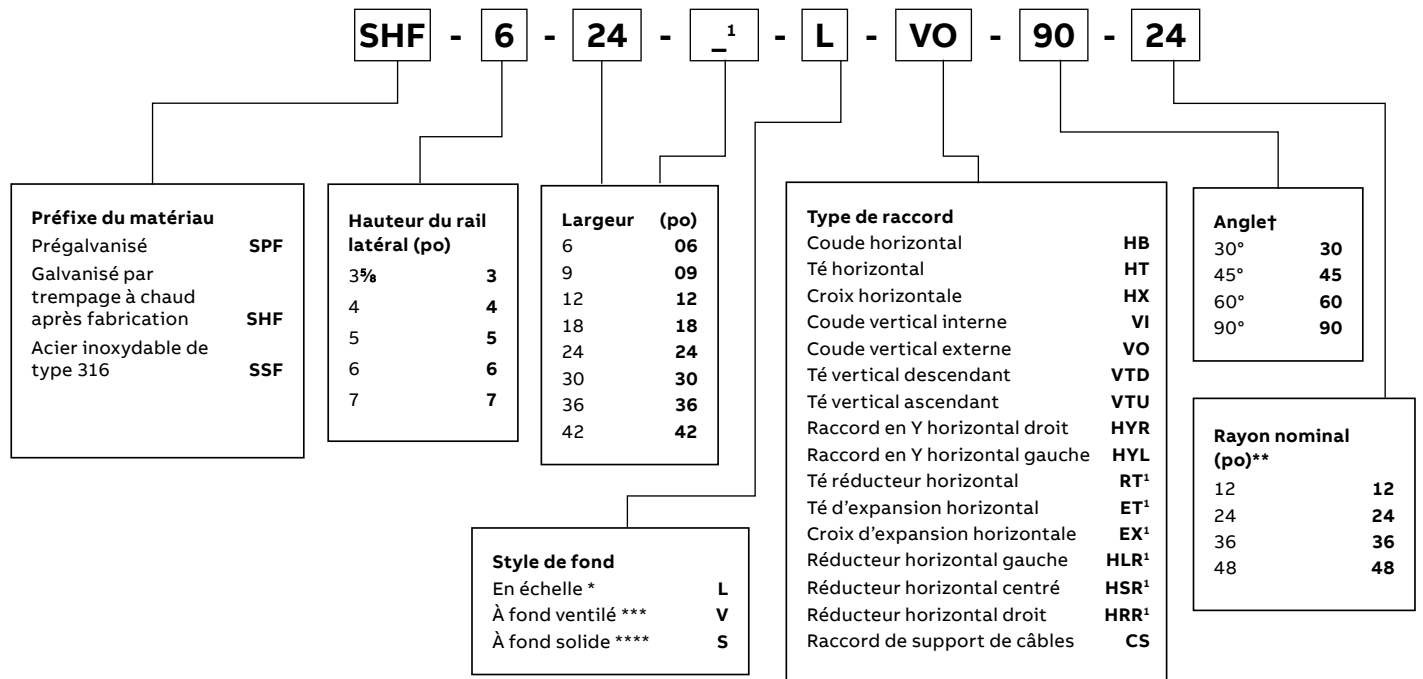 SHF - 6 - 24 - _¹ - L - VO - 90 - 24
Préfixe du matériau
Prégalvanisé SPF
Galvanisé par
trempage à chaud
après fabrication SHF
Acier inoxydable de
type 316 SSF
Hauteur du rail
latéral (po)
3⅝ 3
4 4
5 5
6 6
7 7
Largeur (po)
6 06
9 09
12 12
18 18
24 24
30 30
36 36
42 42
Type de raccord
Coude horizontal HB
Té horizontal HT
Croix horizontale HX
Coude vertical interne VI
Coude vertical externe VO
Té vertical descendant VTD
Té vertical ascendant VTU
Raccord en Y horizontal droit HYR
Raccord en Y horizontal gauche HYL
Té réducteur horizontal RT¹
Té d’expansion horizontal ET¹
Croix d’expansion horizontale EX¹
Réducteur horizontal gauche HLR¹
Réducteur horizontal centré HSR¹
Réducteur horizontal droit HRR¹
Raccord de support de câbles CS
Angle†
30° 30
45° 45
60° 60
90° 90
Rayon nominal
(po)**
12 12
24 24
36 36
48 48
Style de fond
En échelle * L
À fond ventilé *** V
À fond solide **** S